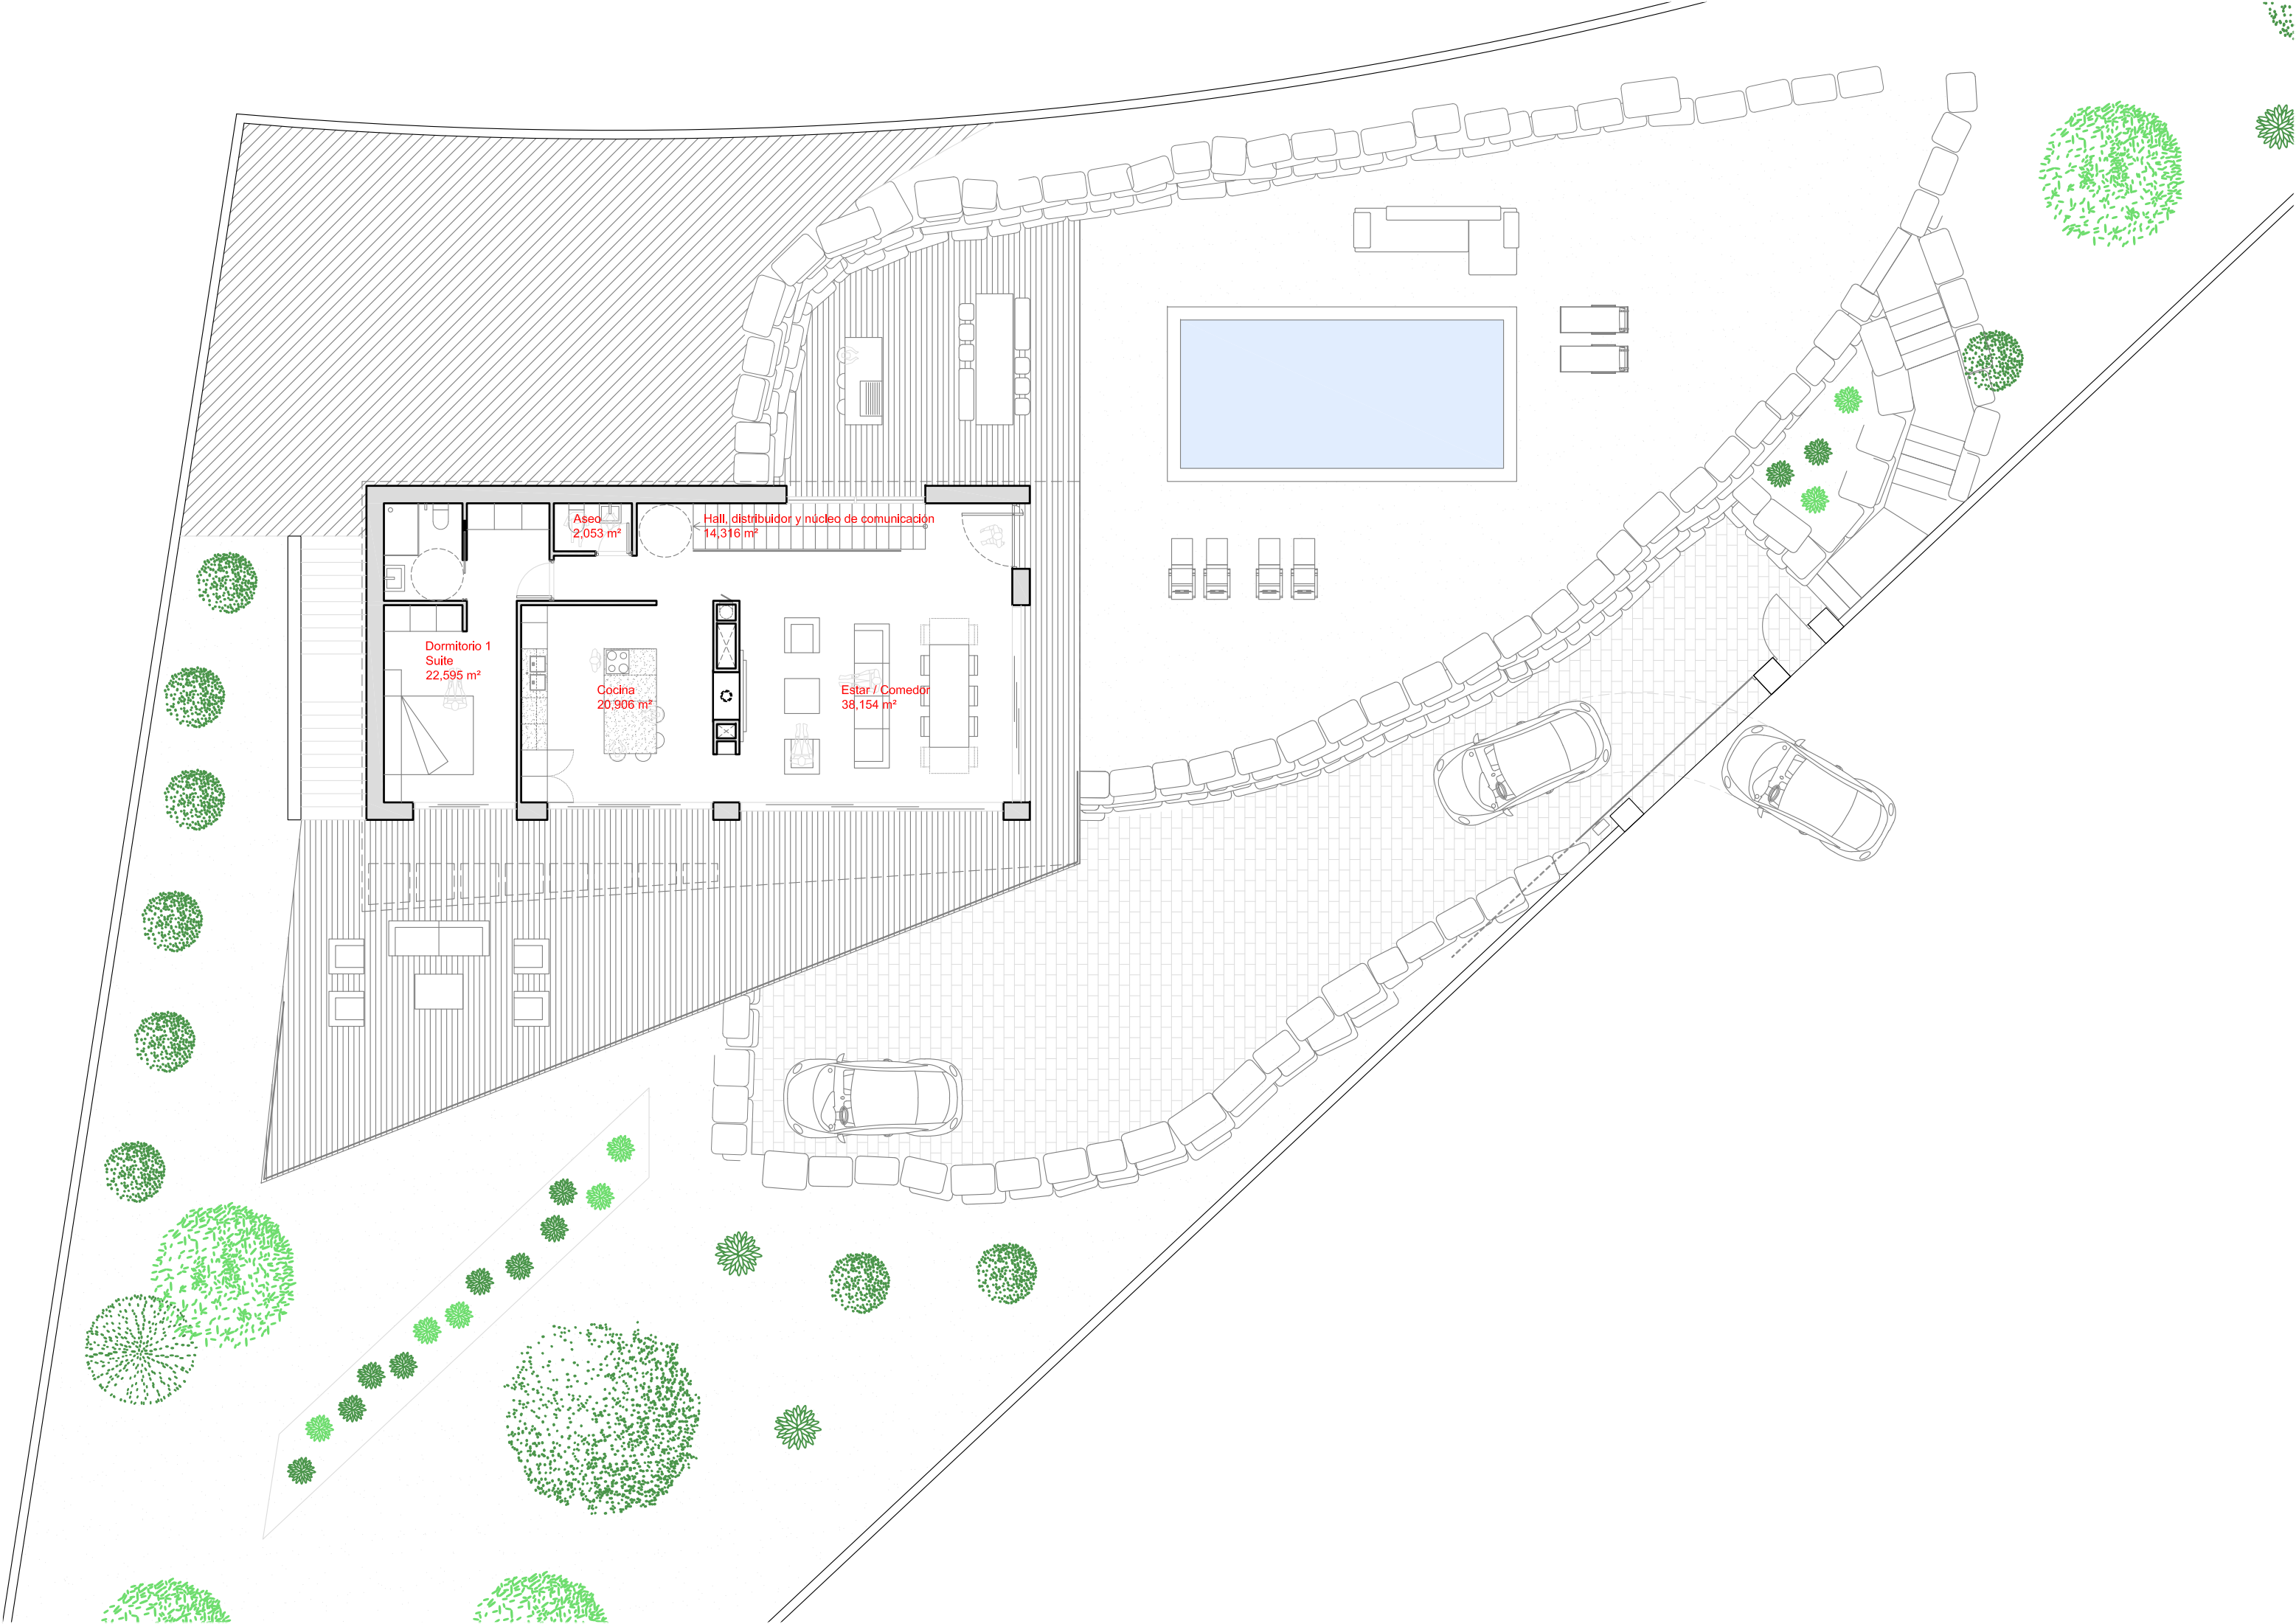 Aseo
2,053 m²
Hall, distribuidor y núcleo de comunicación
14,316 m²
Dormitorio 1
Suite
22,595 m²
Cocina
20,906 m²
Estar / Comedor
38,154 m²